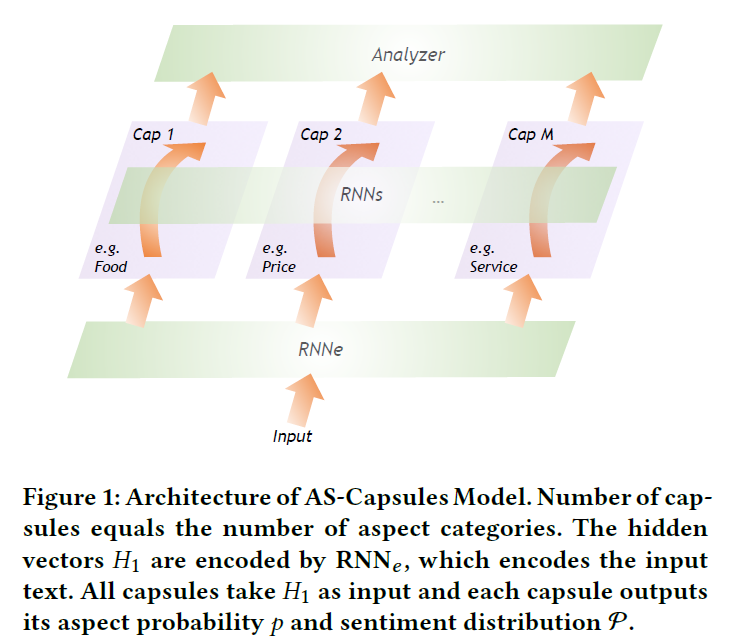 Analyzer
Cap 1
Cap 2
Cap M
RNNs
...
e.g.
Food
e.g.
Price
e.g.
Service
RNNe
Input
Figure 1: Architecture of AS-Capsules Model. Number of cap-
sules equals the number of aspect categories. The hidden
vectors H₁ are encoded by RNNₑ, which encodes the input
text. All capsules take H₁ as input and each capsule outputs
its aspect probability p and sentiment distribution 𝒫.